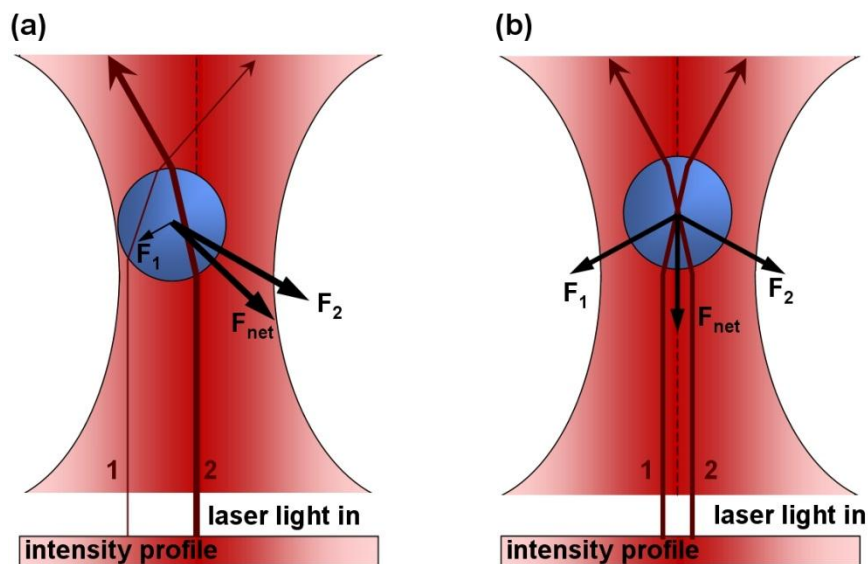 (a)
F1
F2
Fnet
1 2
laser light in
intensity profile
(b)
F1
F2
Fnet
1 2
laser light in
intensity profile